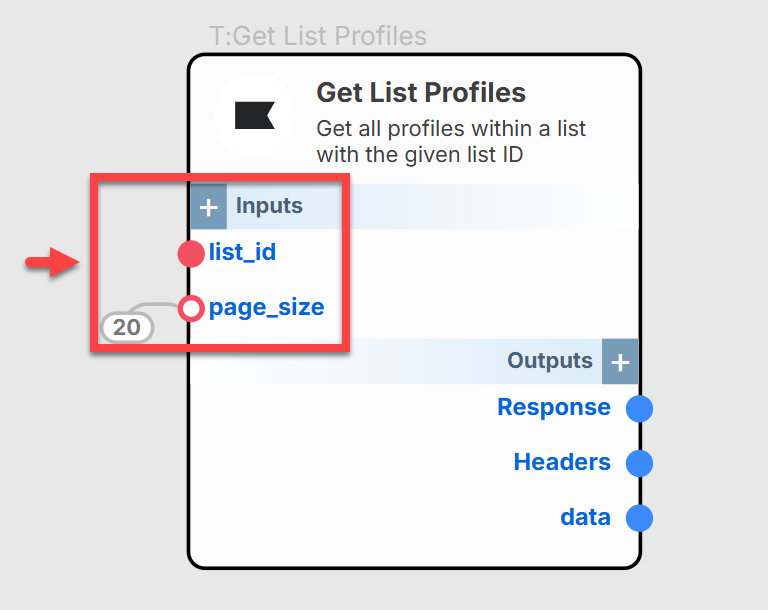 T:Get List Profiles
Get List Profiles
Get all profiles within a list
with the given list ID
+ Inputs
list_id
page_size
20
Outputs +
Response
Headers
data